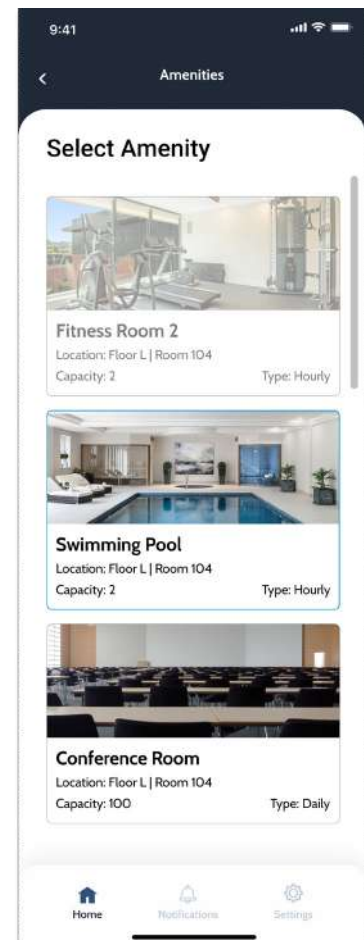 9:41
Amenities
Select Amenity
Fitness Room 2
Location: Floor L | Room 104
Capacity: 2 Type: Hourly
Swimming Pool
Location: Floor L | Room 104
Capacity: 2 Type: Hourly
Conference Room
Location: Floor L | Room 104
Capacity: 100 Type: Daily
Home Notifications Settings